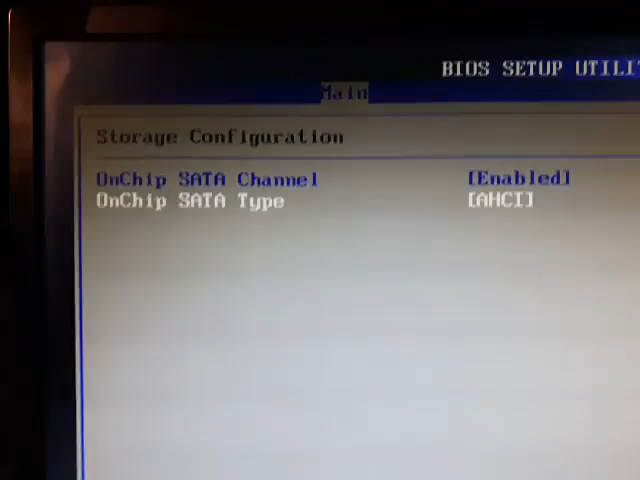 BIOS SETUP UTILI
Main
Storage Configuration
OnChip SATA Channel [Enabled]
OnChip SATA Type [AHCI]